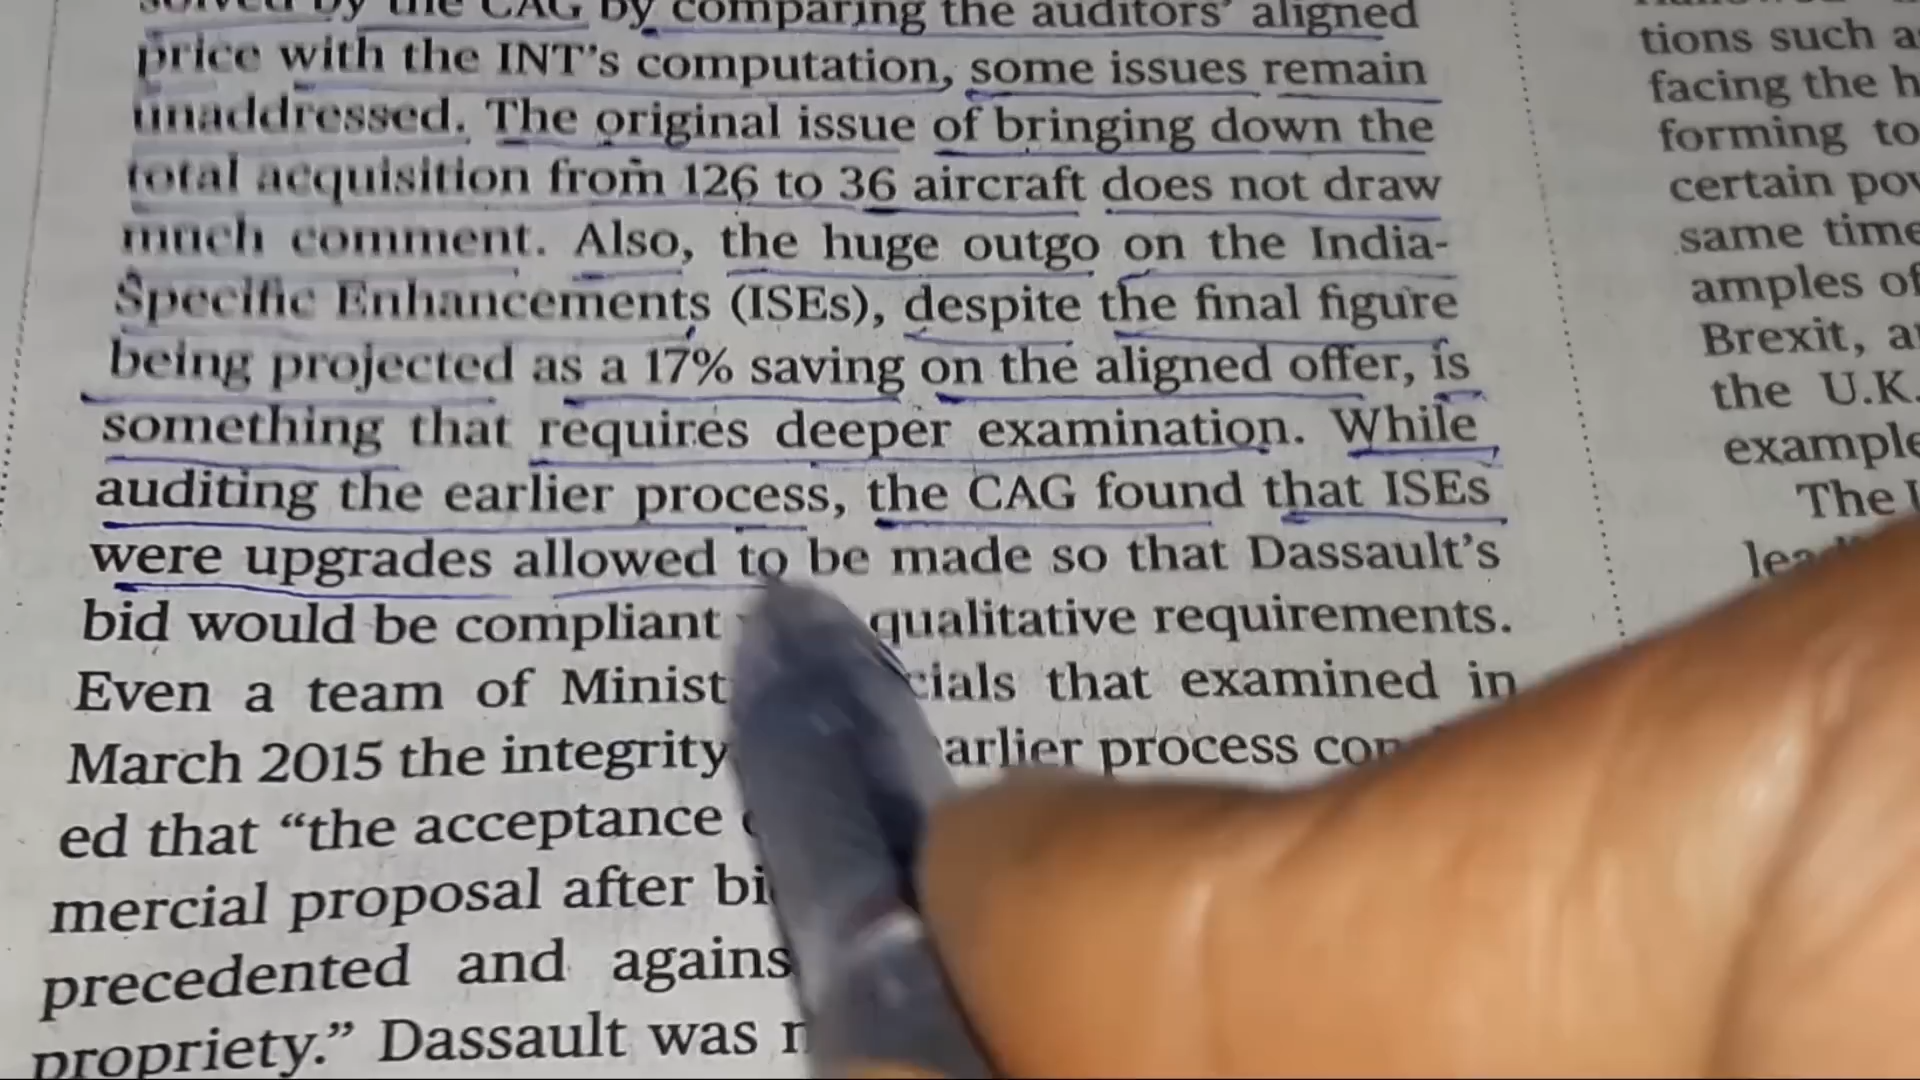 solved by the CAG by comparing the auditors' aligned
price with the INT's computation, some issues remain
unaddressed. The original issue of bringing down the
total acquisition from 126 to 36 aircraft does not draw
much comment. Also, the huge outgo on the India-
Specific Enhancements (ISEs), despite the final figure
being projected as a 17% saving on the aligned offer, is
something that requires deeper examination. While
auditing the earlier process, the CAG found that ISEs
were upgrades allowed to be made so that Dassault's
bid would be compliant qualitative requirements.
Even a team of Minist cials that examined in
March 2015 the integrity arlier process con
ed that “the acceptance
mercial proposal after bi
precedented and agains
propriety.” Dassault was
tions such a
facing the h
forming to
certain pow
same time
amples of
Brexit, a
the U.K.
example
The
lea